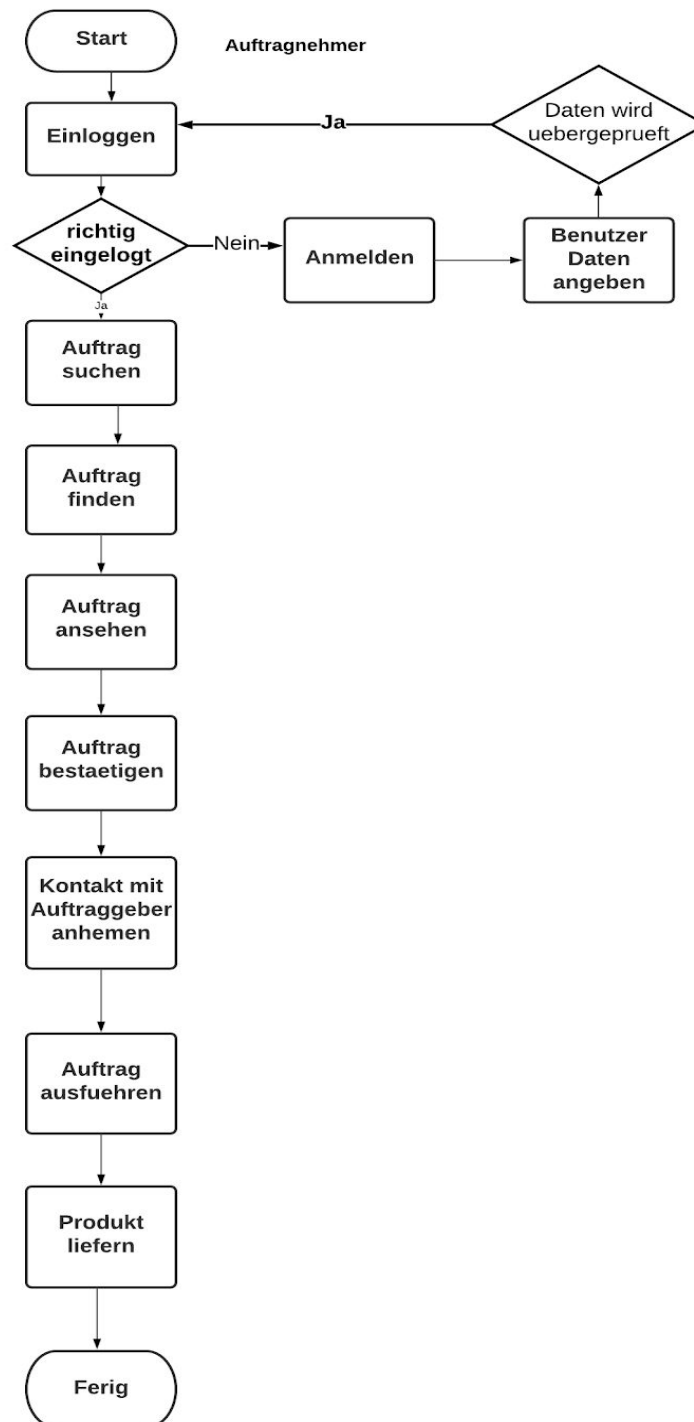 Start
Auftragnehmer
Daten wird
uebergeprueft
Ja
Einloggen
richtig
eingelogt
Nein
Anmelden
Benutzer
Daten
angeben
Ja
Auftrag
suchen
Auftrag
finden
Auftrag
ansehen
Auftrag
bestaetigen
Kontakt mit
Auftraggeber
anhemen
Auftrag
ausfuehren
Produkt
liefern
Ferig